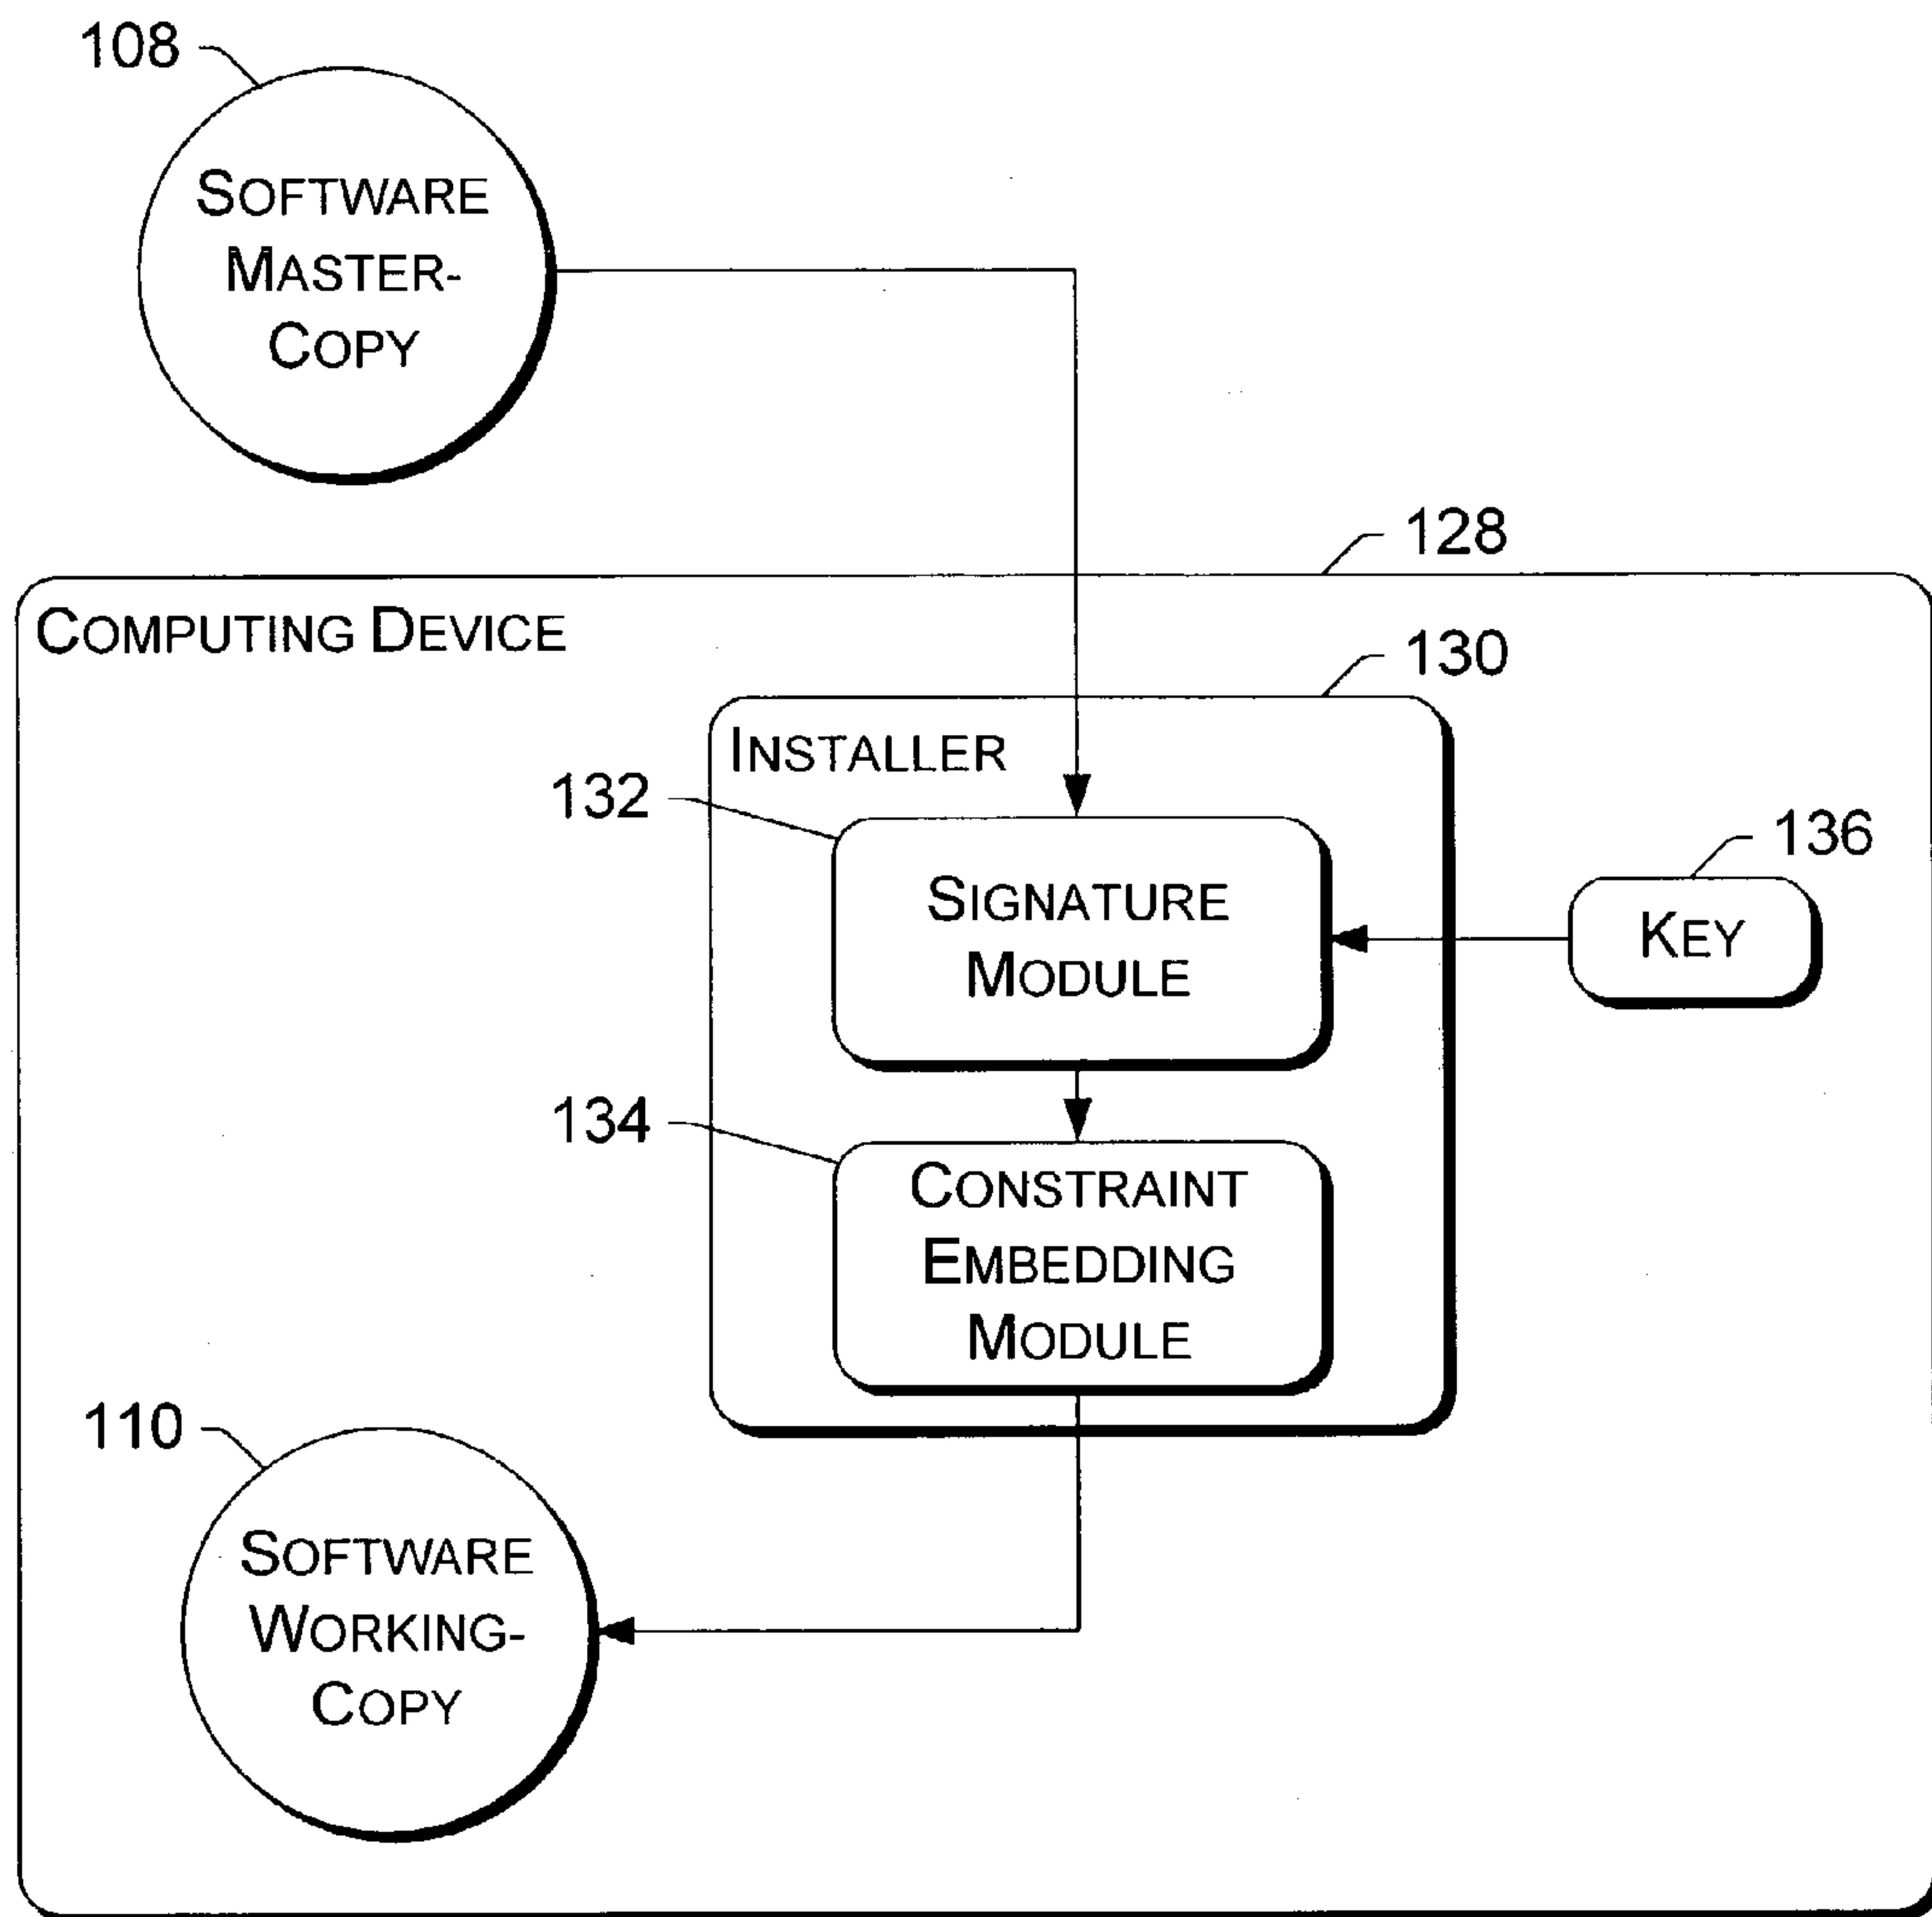 108
SOFTWARE
MASTER-
COPY
128
COMPUTING DEVICE
130
INSTALLER
132
136
SIGNATURE
MODULE
KEY
134
CONSTRAINT
EMBEDDING
MODULE
110
SOFTWARE
WORKING-
COPY